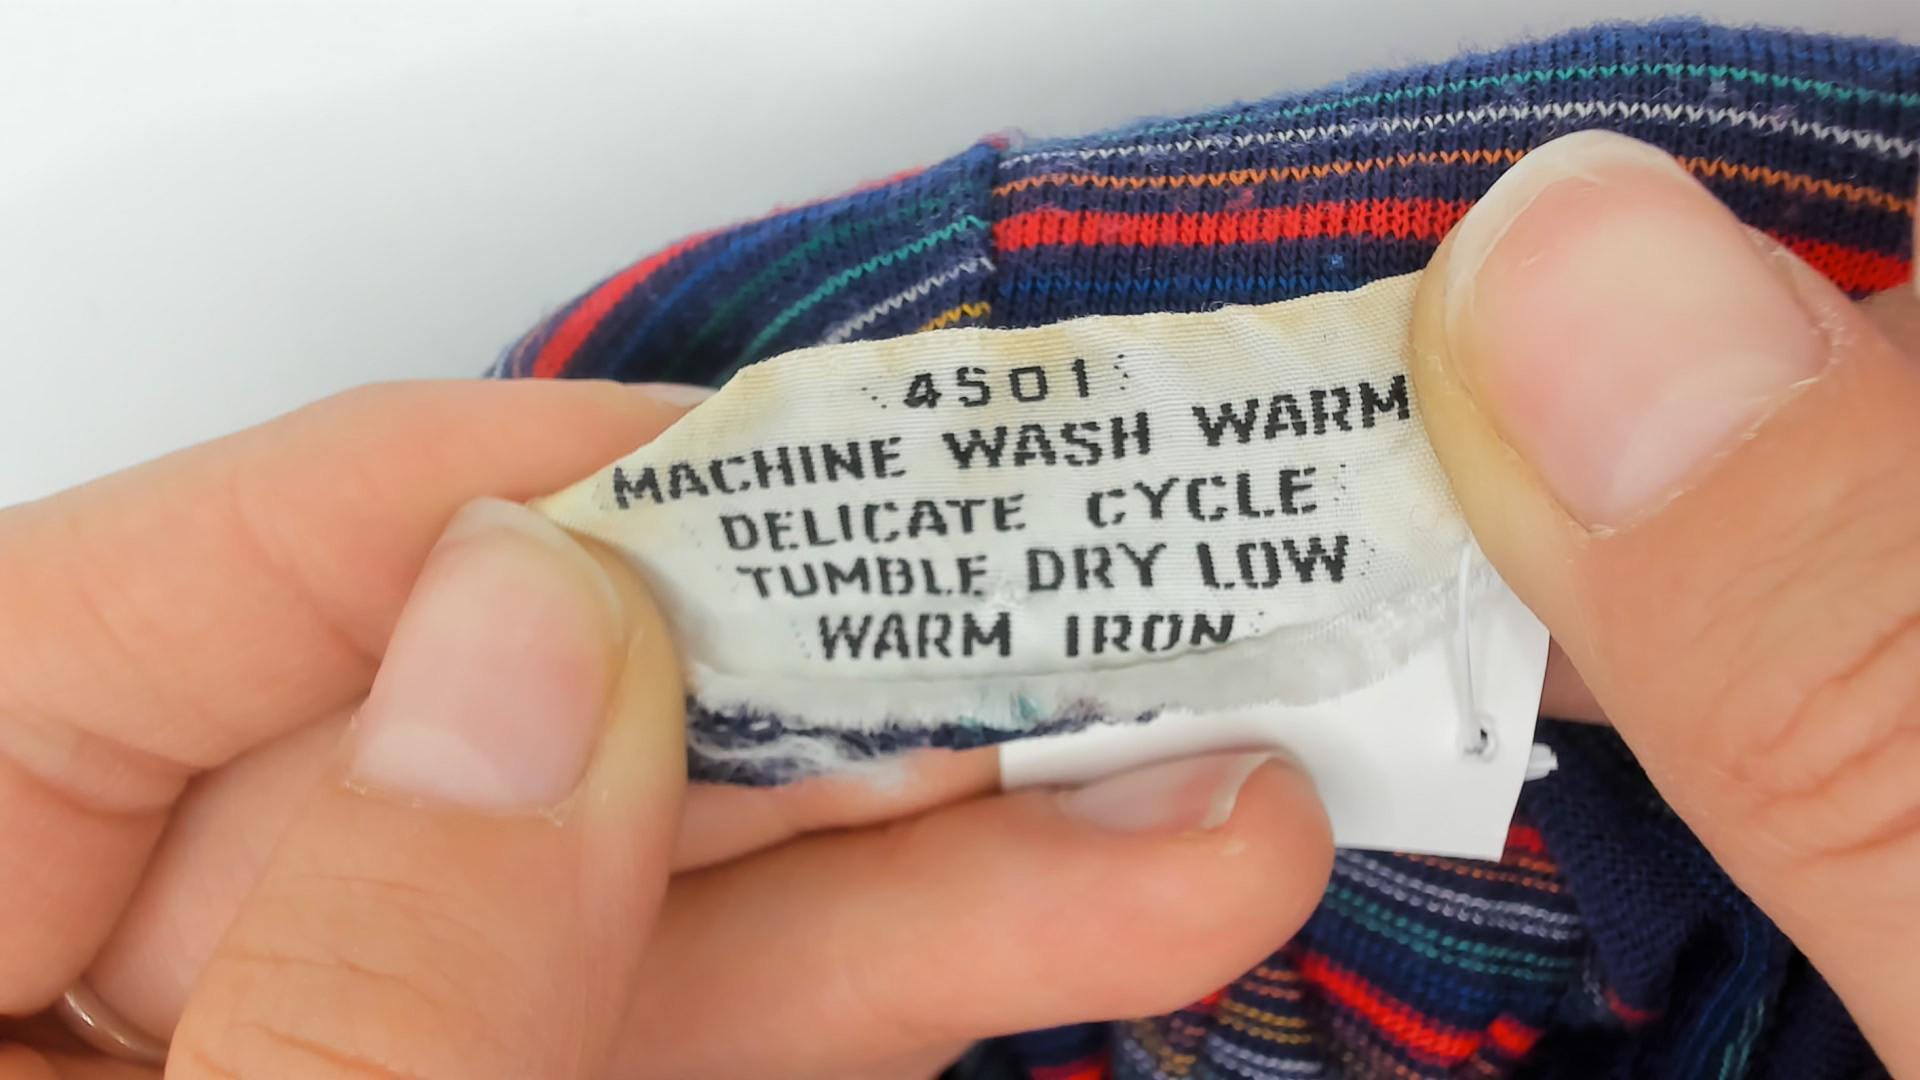 4501
MACHINE WASH WARM
DELICATE CYCLE
TUMBLE DRY LOW
WARM IRON